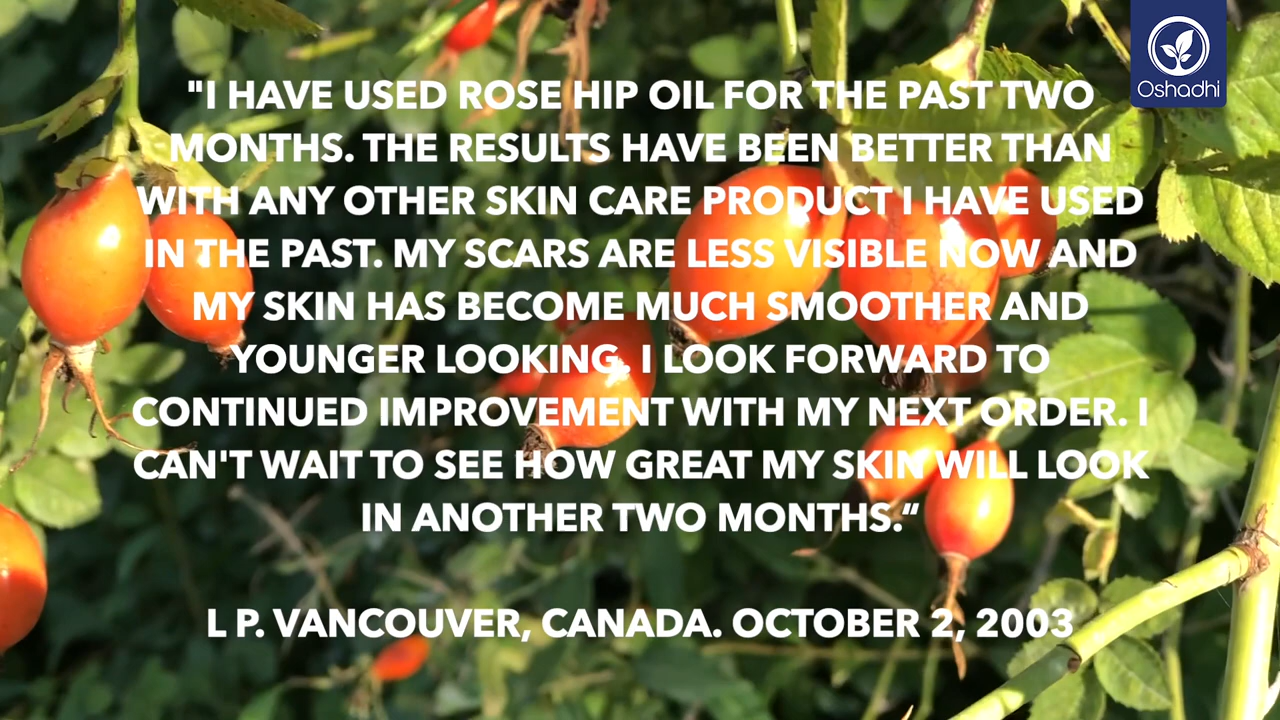 Oshadhi
"I HAVE USED ROSE HIP OIL FOR THE PAST TWO
MONTHS. THE RESULTS HAVE BEEN BETTER THAN
WITH ANY OTHER SKIN CARE PRODUCT I HAVE USED
IN THE PAST. MY SCARS ARE LESS VISIBLE NOW AND
MY SKIN HAS BECOME MUCH SMOOTHER AND
YOUNGER LOOKING. I LOOK FORWARD TO
CONTINUED IMPROVEMENT WITH MY NEXT ORDER. I
CAN'T WAIT TO SEE HOW GREAT MY SKIN WILL LOOK
IN ANOTHER TWO MONTHS.“
L P. VANCOUVER, CANADA. OCTOBER 2, 2003